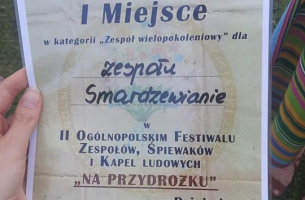 I Miejsce
w kategorii „Zespół wielopokoleniowy" dla
zespołu
Smardzewianie
w
II Ogólnopolskim Festiwalu
Zespołów, Śpiewaków
i Kapel ludowych
„NA PRZYDROŻKU"